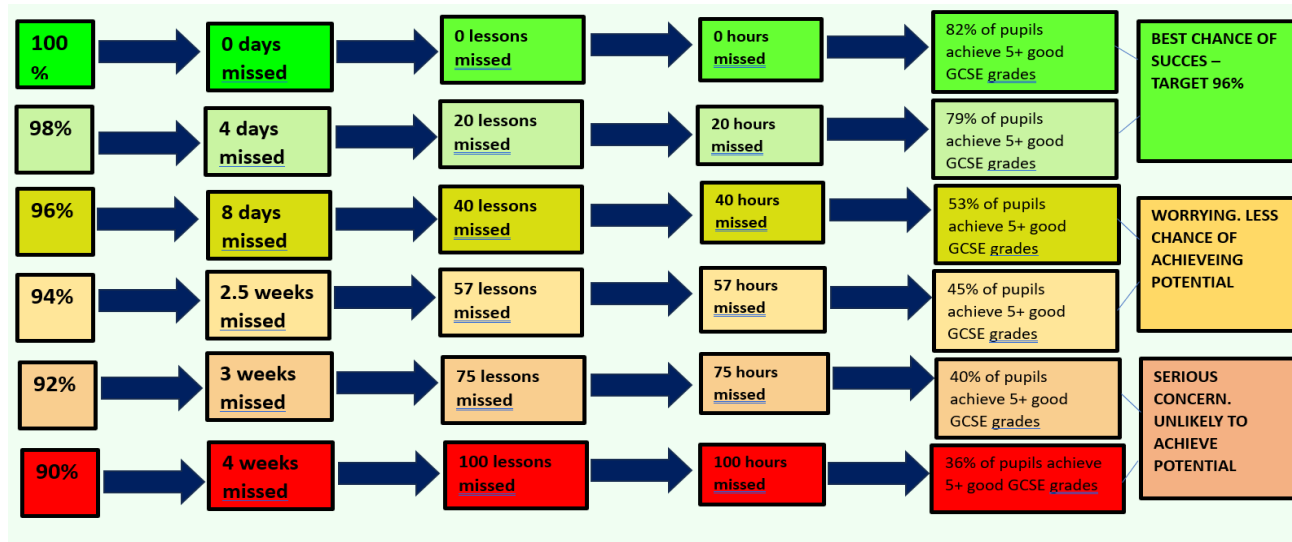 100
%
0 days
missed
0 lessons
missed
0 hours
missed
82% of pupils
achieve 5+ good
GCSE grades
BEST CHANCE OF
SUCCES –
TARGET 96%
98%
4 days
missed
20 lessons
missed
20 hours
missed
79% of pupils
achieve 5+ good
GCSE grades
96%
8 days
missed
40 lessons
missed
40 hours
missed
53% of pupils
achieve 5+ good
GCSE grades
WORRYING. LESS
CHANCE OF
ACHIEVEING
POTENTIAL
94%
2.5 weeks
missed
57 lessons
missed
57 hours
missed
45% of pupils
achieve 5+ good
GCSE grades
92%
3 weeks
missed
75 lessons
missed
75 hours
missed
40% of pupils
achieve 5+ good
GCSE grades
SERIOUS
CONCERN.
UNLIKELY TO
ACHIEVE
POTENTIAL
90%
4 weeks
missed
100 lessons
missed
100 hours
missed
36% of pupils achieve
5+ good GCSE grades